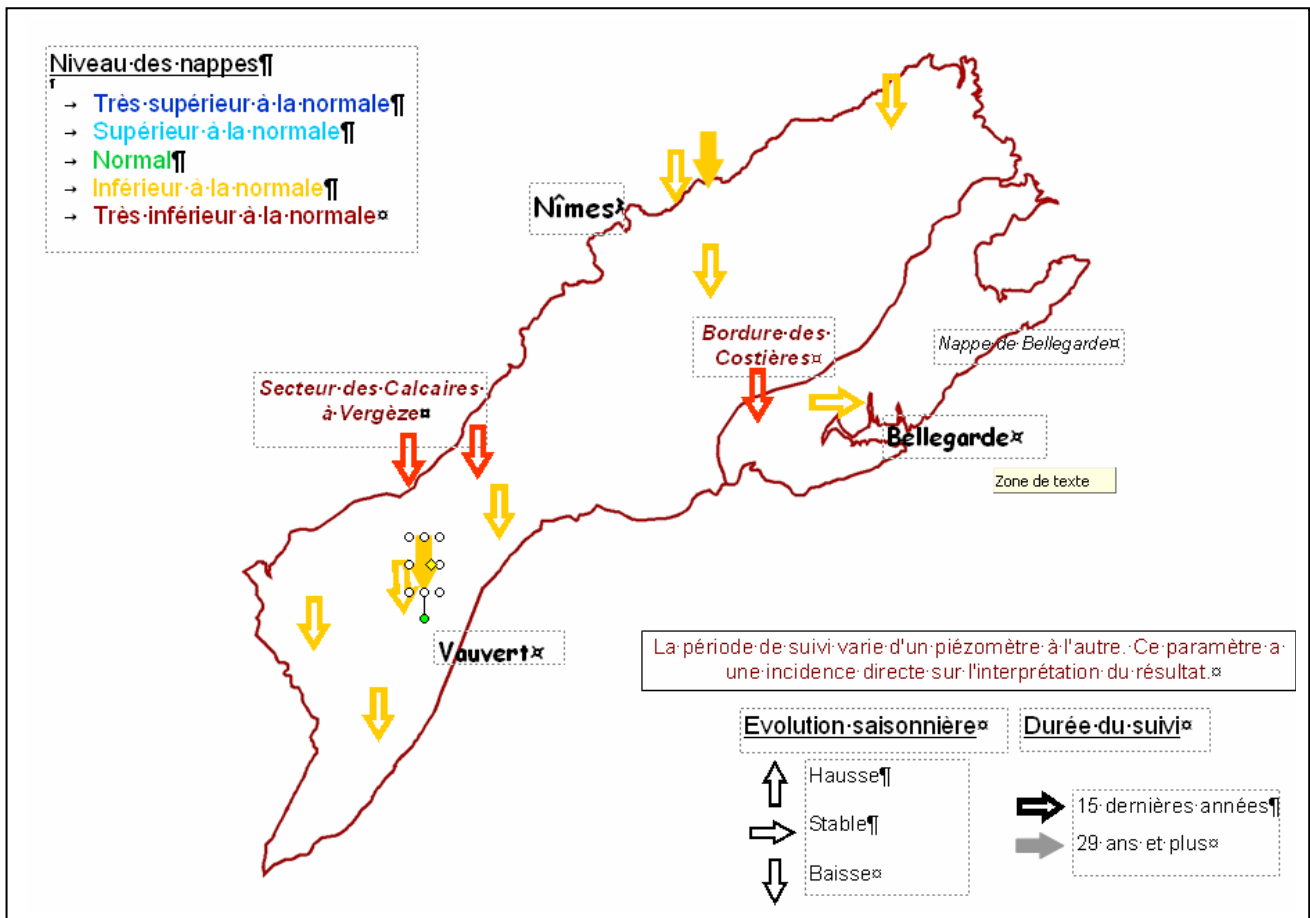 Niveau·des·nappes¶
¶
→ Très·supérieur·à·la·normale¶
→ Supérieur·à·la·normale¶
→ Normal¶
→ Inférieur·à·la·normale¶
→ Très·inférieur·à·la·normale¤
Nîmes¤
Bordure·des·
Costières¤
Nappe·de·Bellegarde¤
Secteur·des·Calcaires·
à·Vergèze¤
Bellegarde¤
Zone de texte
Vauvert¤
La·période·de·suivi·varie·d'un·piézomètre·à·l'autre.·Ce·paramètre·a·
une·incidence·directe·sur·l'interprétation·du·résultat.¤
Evolution·saisonnière¤
Hausse¶
Stable¶
Baisse¤
Durée·du·suivi¤
15·dernières·années¶
29·ans·et·plus¤